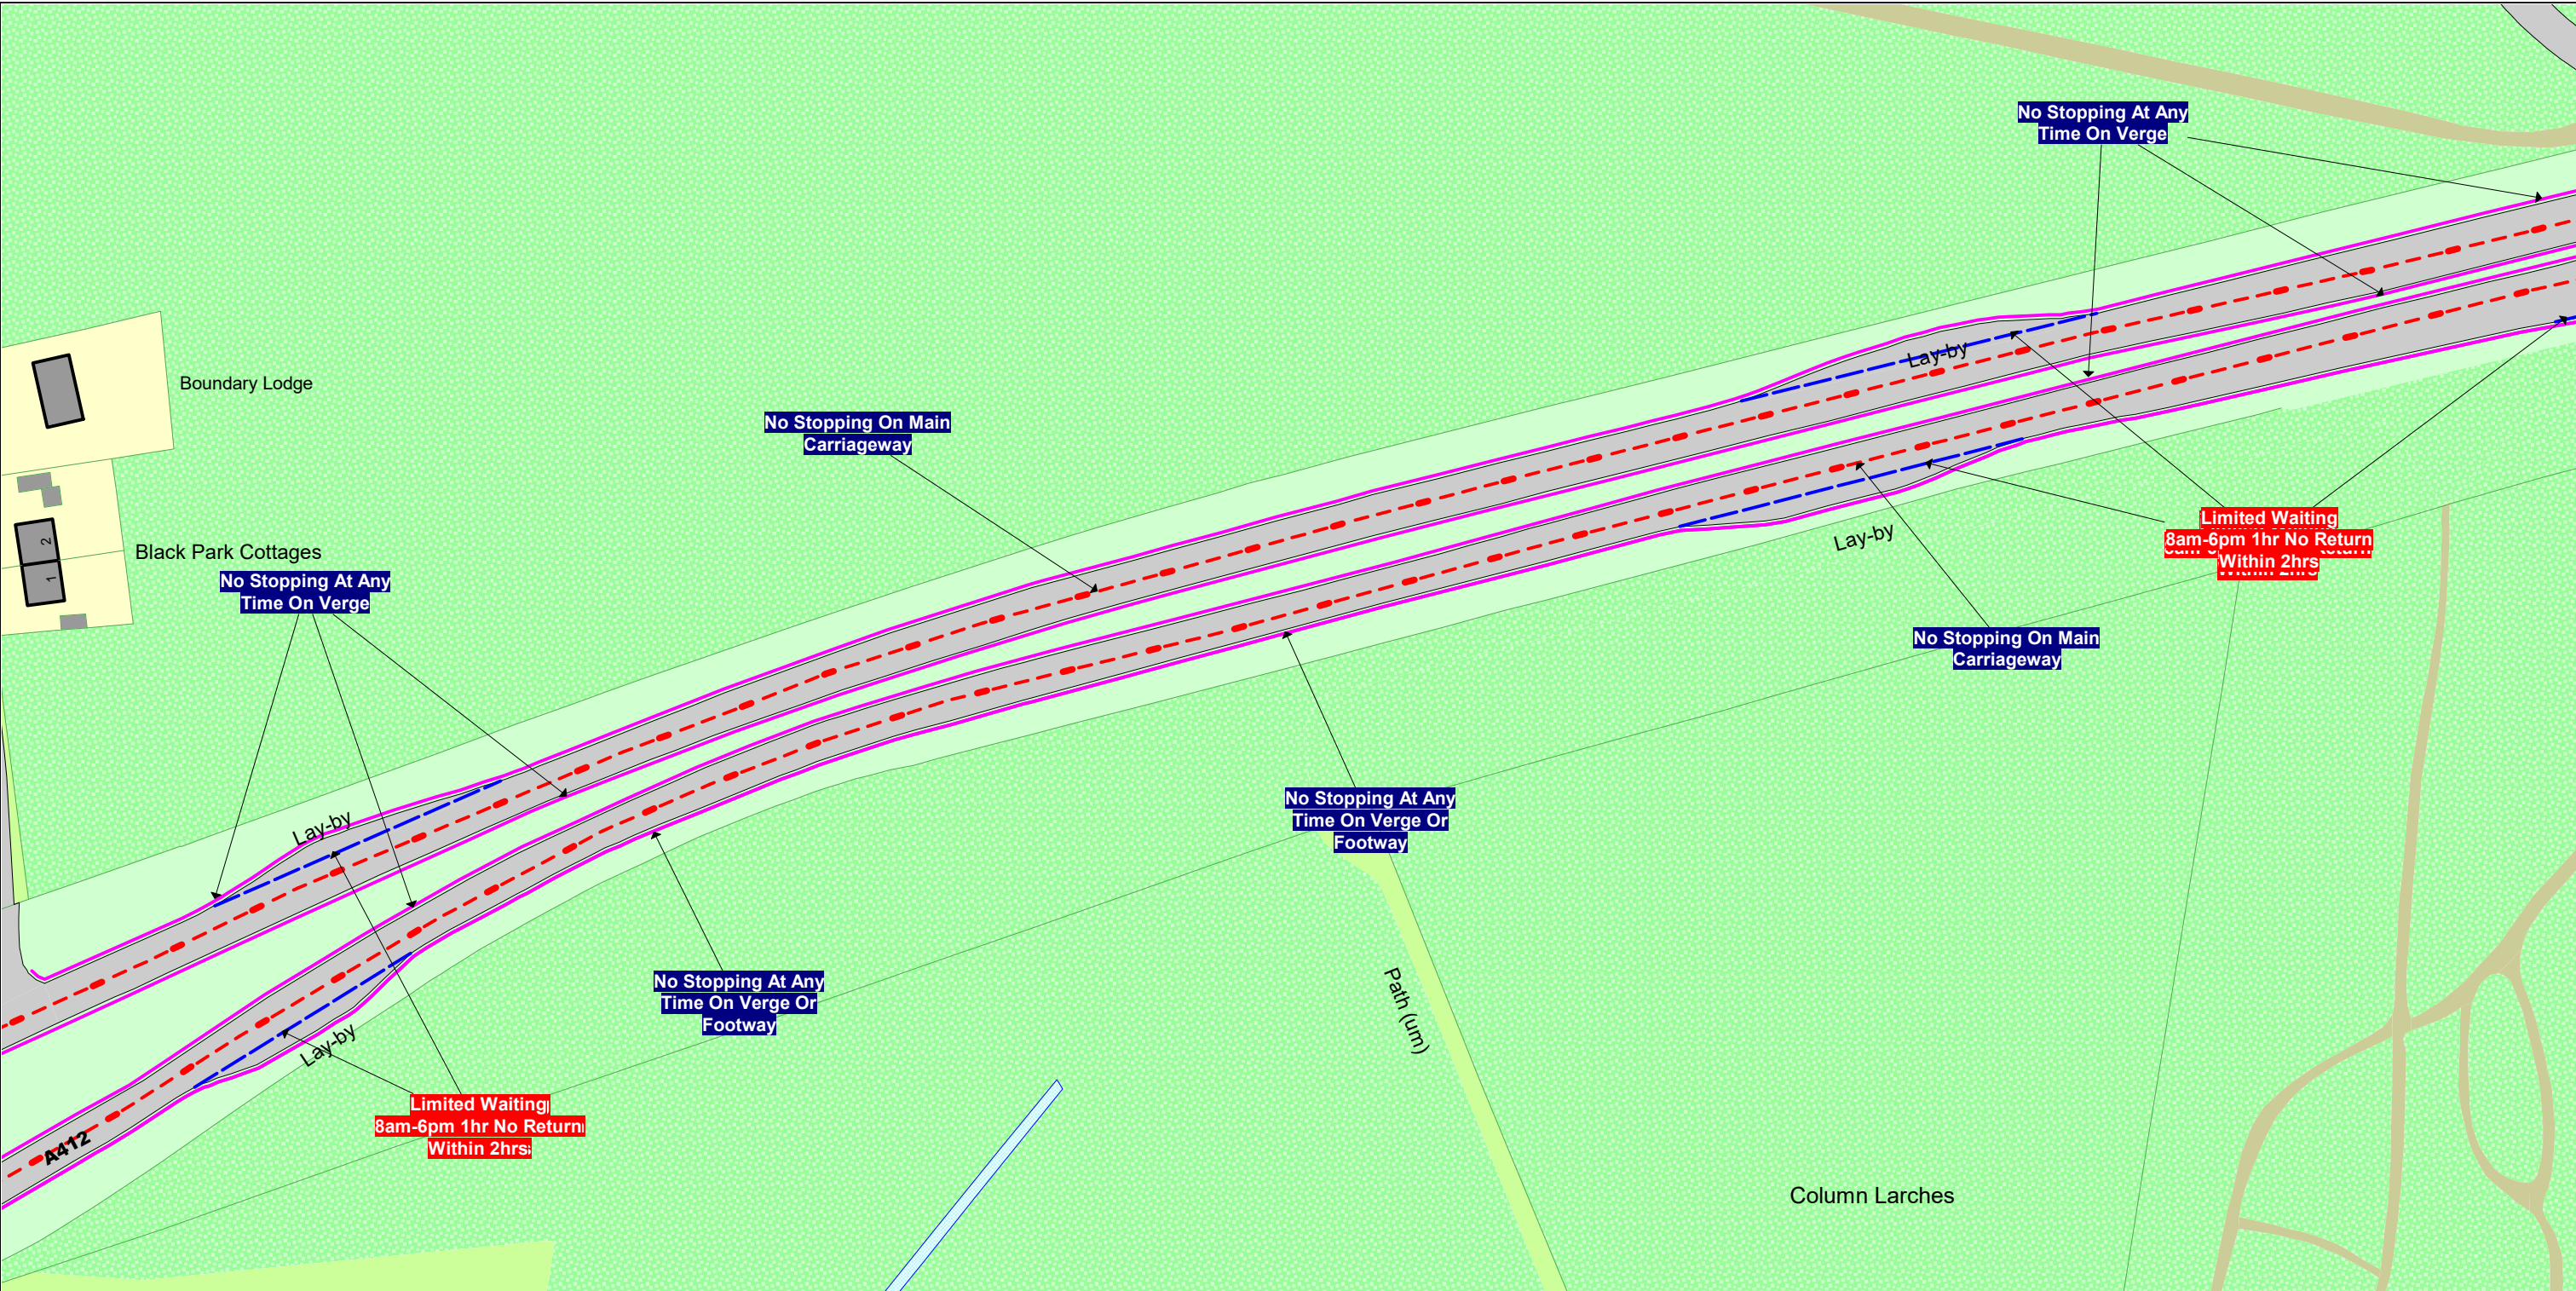 No Stopping At Any
Time On Verge
Lay-by
Boundary Lodge
No Stopping On Main
Carriageway
Limited Waiting
8am-6pm 1hr No Return
Within 2hrs
2
Black Park Cottages
1
No Stopping At Any
Time On Verge
Lay-by
No Stopping On Main
Carriageway
No Stopping At Any
Time On Verge Or
Footway
Lay-by
No Stopping At Any
Time On Verge Or
Footway
Path (um)
Lay-by
Limited Waiting
8am-6pm 1hr No Return
Within 2hrs
A412
Column Larches